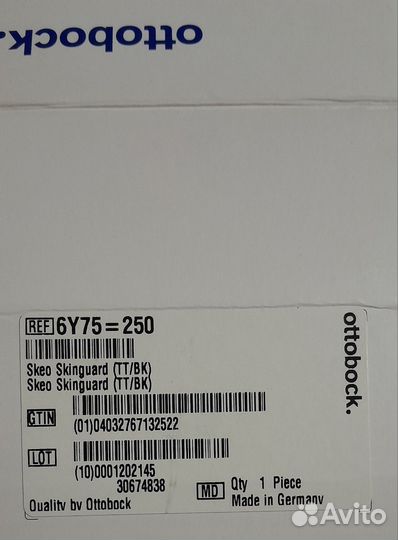 ottobock.
REF 6Y75=250
Skeo Skinguard (TT/BK)
Skeo Skinguard (TT/BK)
GTIN
(01)04032767132522
LOT
(10)0001202145
30674838
MD Qty 1 Piece
Quality by Ottobock
Made in Germany
ottobock.
Avito